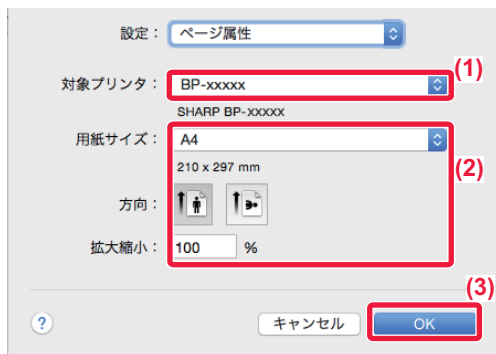 設定： ページ属性
(1)
対象プリンタ： BP-xxxxx
SHARP BP-xxxxx
用紙サイズ： A4
210 x 297 mm
(2)
方向：
拡大縮小： 100 %
(3)
? キャンセル OK